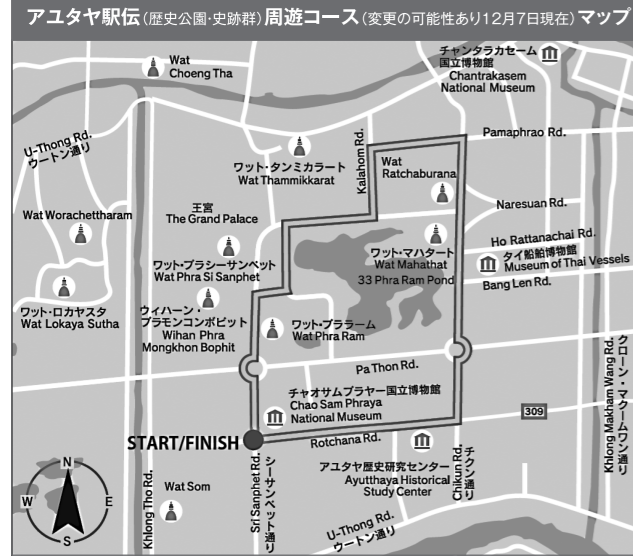 アユタヤ駅伝(歴史公園・史跡群)周遊コース(変更の可能性あり12月7日現在)マップ
Wat
Choeng Tha
チャンタラカセーム
国立博物館
Chantrakasem
National Museum
U-Thong Rd.
ウートン通り
Kalahom Rd.
Pamaphrao Rd.
ワット・タンミカラート
Wat Thammikkarat
Wat
Ratchaburana
Naresuan Rd.
Wat Worachettharam
王宮
The Grand Palace
Ho Rattanachai Rd.
ワット・マハタート
Wat Mahathat
タイ船舶博物館
Museum of Thai Vessels
ワット・プラシーサンペット
Wat Phra Si Sanphet
33 Phra Ram Pond
Bang Len Rd.
ワット・ロカヤスタ
Wat Lokaya Sutha
ウィハーン・
プラモンコンボピット
Wihan Phra
Mongkhon Bophit
ワット・プララーム
Wat Phra Ram
Pa Thon Rd.
クローン・マクームワン通り
Khlong Makham Wang Rd.
チャオサムプラヤー国立博物館
Chao Sam Phraya
National Museum
309
START/FINISH
Rotchana Rd.
アユタヤ歴史研究センター
Ayutthaya Historical
Study Center
Chikun Rd.
チクン通り
N
W
E
S
Khlong Tho Rd.
Wat Som
Sri Sanphet Rd.
シーサンペット通り
U-Thong Rd.
ウートン通り